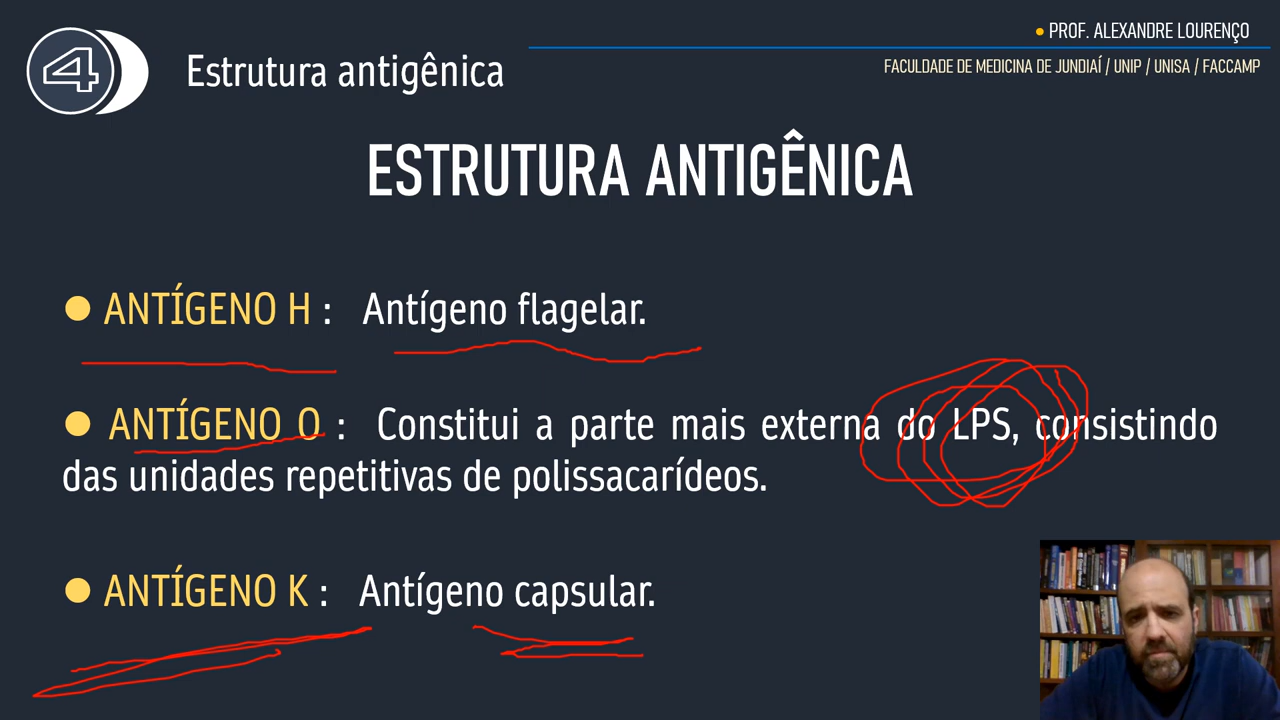 PROF. ALEXANDRE LOURENÇO
4
Estrutura antigênica
FACULDADE DE MEDICINA DE JUNDIAÍ / UNIP / UNISA / FACCAMP
ESTRUTURA ANTIGÊNICA
ANTÍGENO H : Antígeno flagelar.
ANTÍGENO O : Constitui a parte mais externa do LPS, consistindo
das unidades repetitivas de polissacarídeos.
ANTÍGENO K : Antígeno capsular.